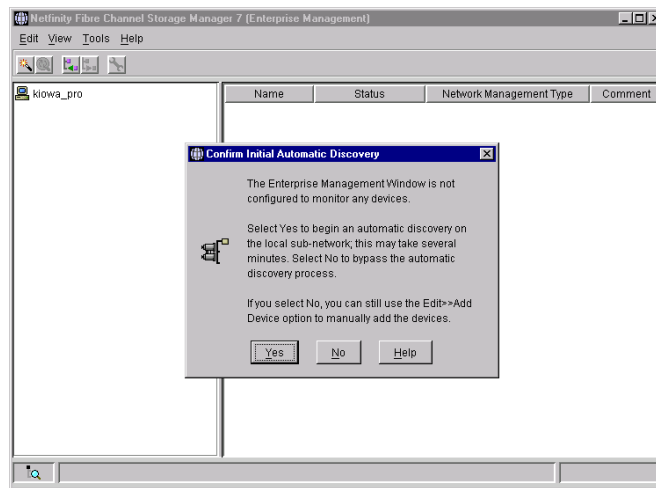 Netfinity Fibre Channel Storage Manager 7 (Enterprise Management)
Edit View Tools Help
kiowa_pro
Name Status Network Management Type Comment
Confirm Initial Automatic Discovery
The Enterprise Management Window is not
configured to monitor any devices.
Select Yes to begin an automatic discovery on
the local sub-network; this may take several
minutes. Select No to bypass the automatic
discovery process.
If you select No, you can still use the Edit>>Add
Device option to manually add the devices.
Yes No Help